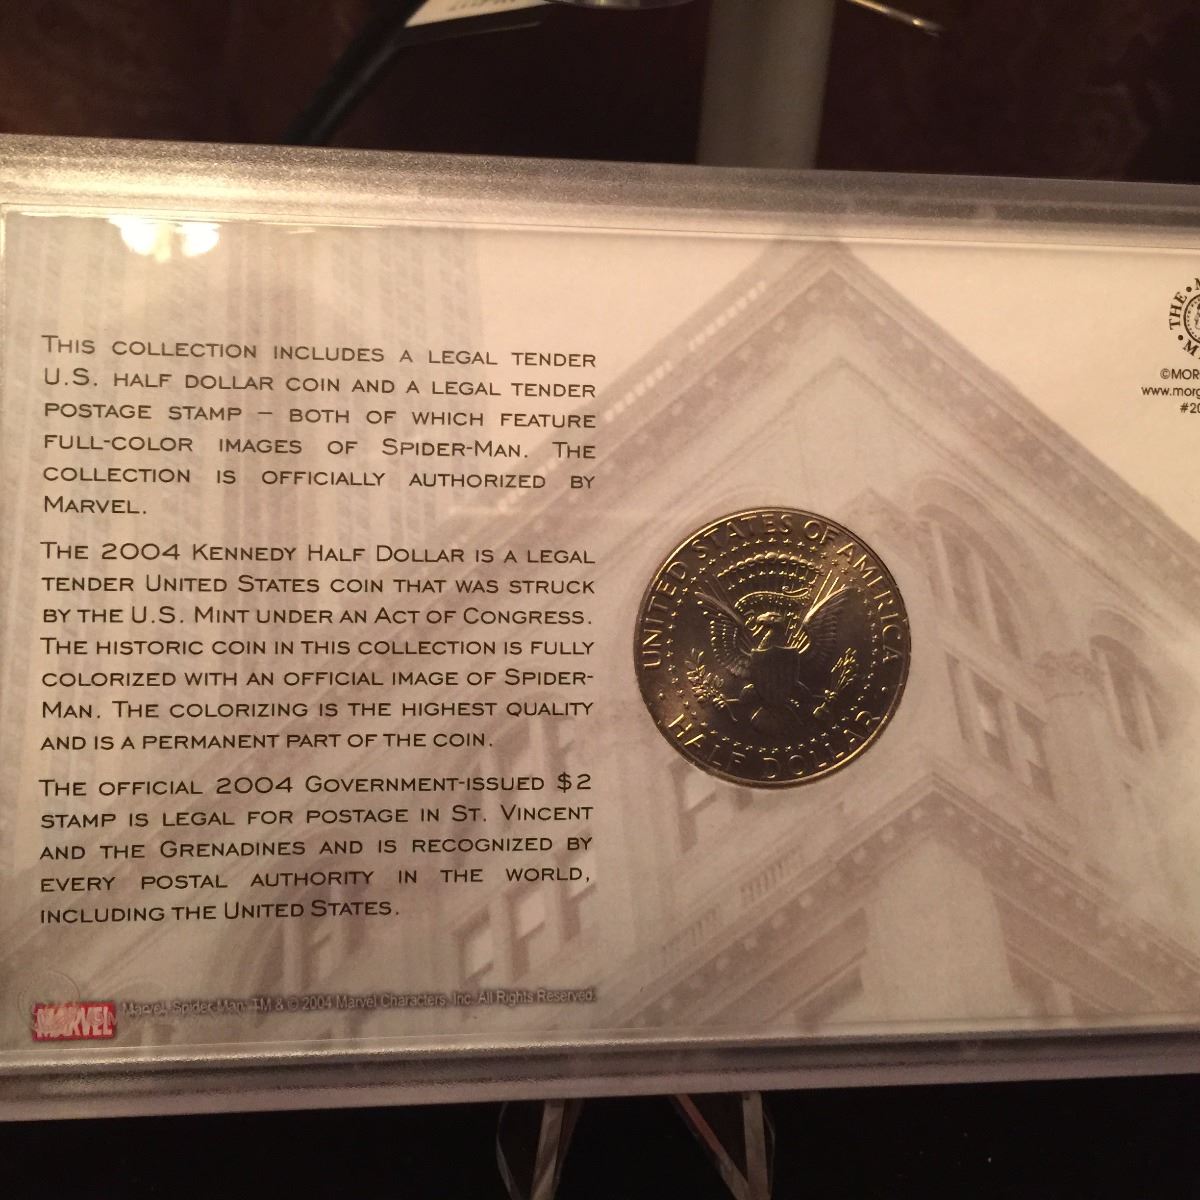 THIS COLLECTION INCLUDES A LEGAL TENDER
U.S. HALF DOLLAR COIN AND A LEGAL TENDER
POSTAGE STAMP – BOTH OF WHICH FEATURE
FULL-COLOR IMAGES OF SPIDER-MAN. THE
COLLECTION IS OFFICIALLY AUTHORIZED BY
MARVEL.
THE 2004 KENNEDY HALF DOLLAR IS A LEGAL
TENDER UNITED STATES COIN THAT WAS STRUCK
BY THE U.S. MINT UNDER AN ACT OF CONGRESS.
THE HISTORIC COIN IN THIS COLLECTION IS FULLY
COLORIZED WITH AN OFFICIAL IMAGE OF SPIDER-
MAN. THE COLORIZING IS THE HIGHEST QUALITY
AND IS A PERMANENT PART OF THE COIN.
THE OFFICIAL 2004 GOVERNMENT-ISSUED $2
STAMP IS LEGAL FOR POSTAGE IN ST. VINCENT
AND THE GRENADINES AND IS RECOGNIZED BY
EVERY POSTAL AUTHORITY IN THE WORLD,
INCLUDING THE UNITED STATES.
MARVEL Marvel, Spider-Man: TM & © 2004 Marvel Characters, Inc. All Rights Reserved.
UNITED STATES OF AMERICA
HALF DOLLAR
THE
©MOR
www.morg
#20